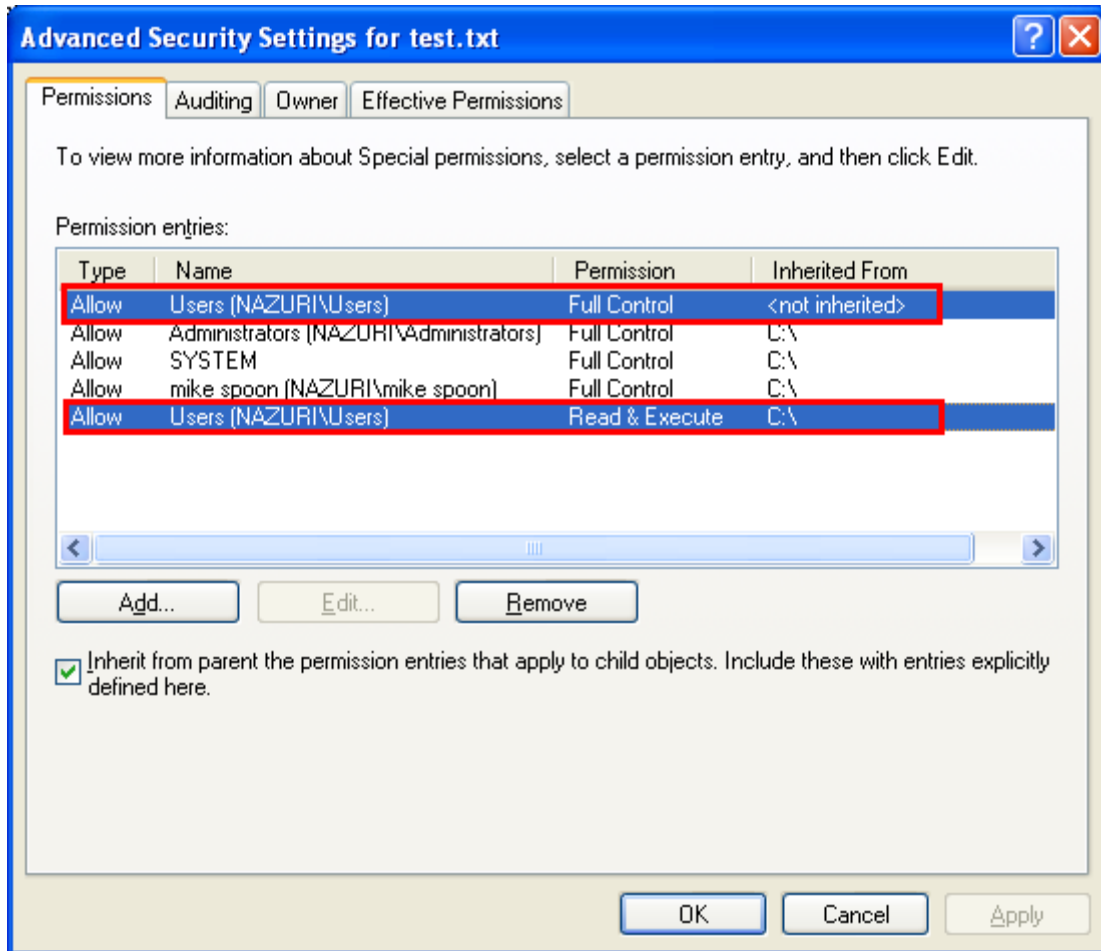 Advanced Security Settings for test.txt
Permissions Auditing Owner Effective Permissions
To view more information about Special permissions, select a permission entry, and then click Edit.
Permission entries:
Type Name Permission Inherited From
Allow Users (NAZURI\Users) Full Control <not inherited>
Allow Administrators (NAZURI\Administrators) Full Control C:\
Allow SYSTEM Full Control C:\
Allow mike spoon (NAZURI\mike spoon) Full Control C:\
Allow Users (NAZURI\Users) Read & Execute C:\
Add... Edit... Remove
Inherit from parent the permission entries that apply to child objects. Include these with entries explicitly
defined here.
OK Cancel Apply